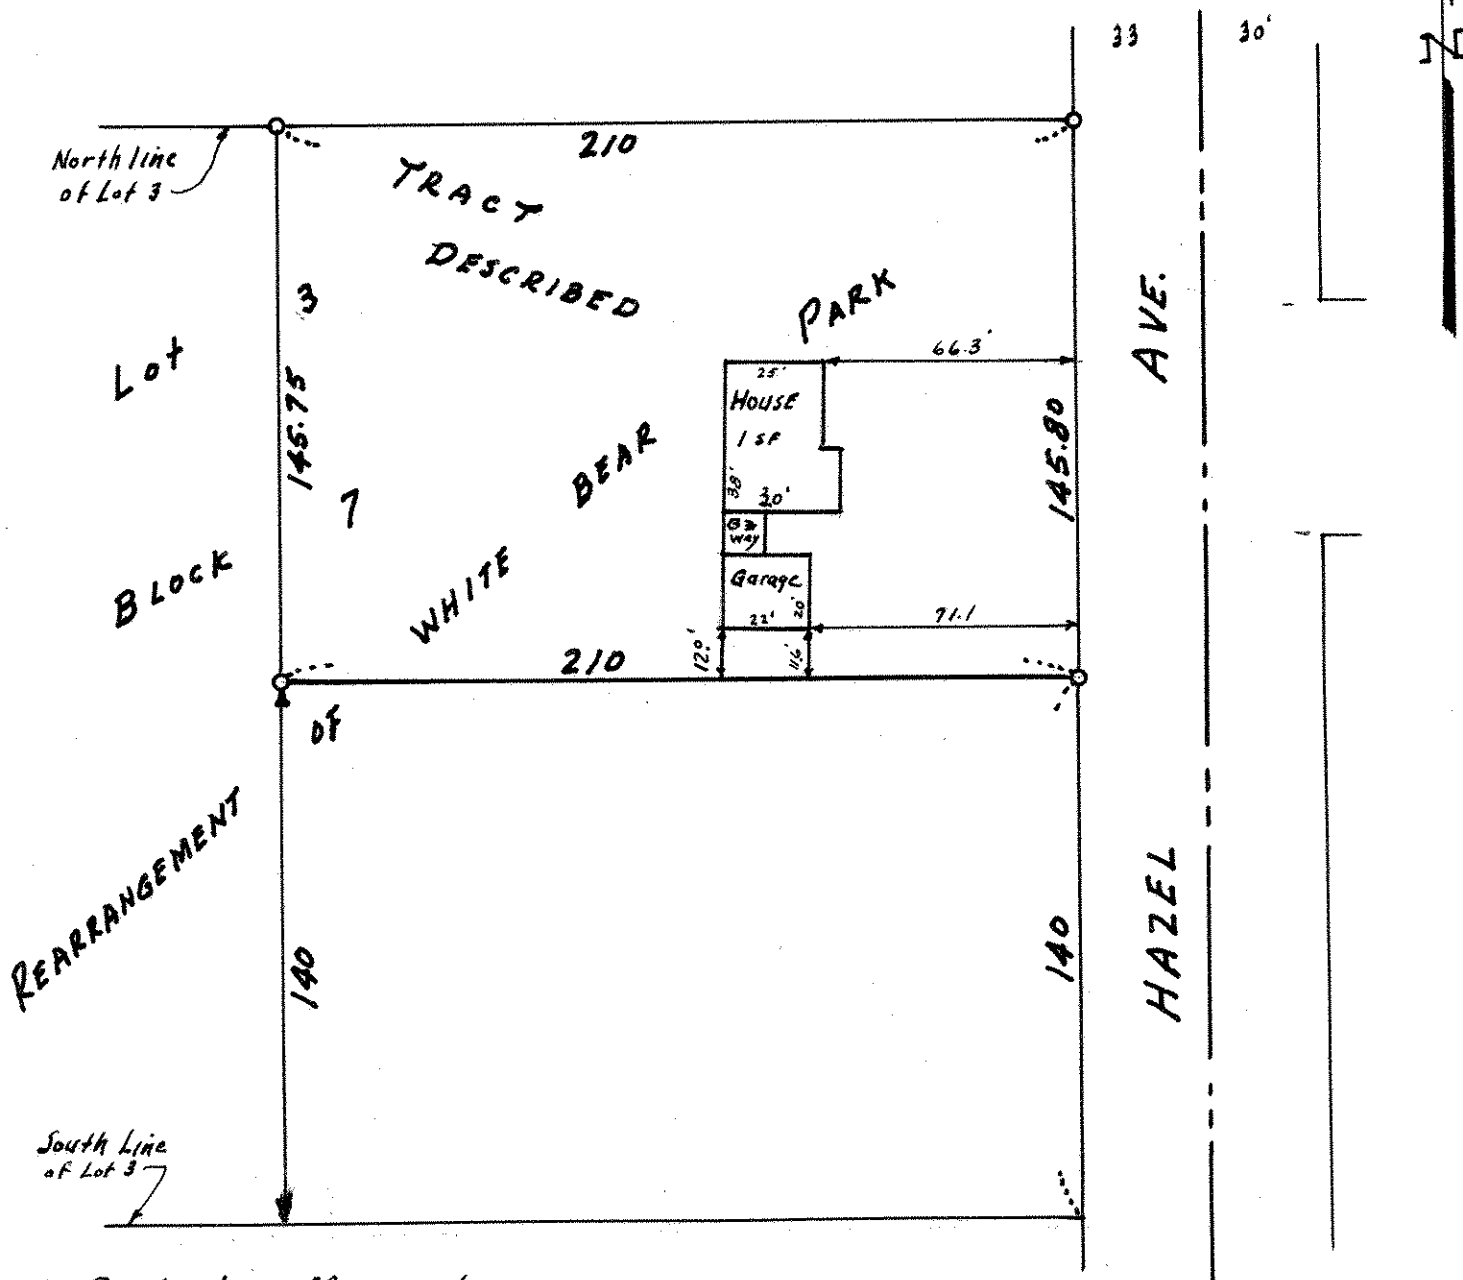 33
30'
Z
North line
of Lot 3
210
TRACT
DESCRIBED
PARK
AVE.
3
Lot
66.3'
25'
HOUSE
1 SF
145.75
145.80
BEAR
38'
30'
7
WAY
WHITE
BLOCK
Garage
20'
22'
71.1
12.0'
11.6'
210
OF
REARRANGEMENT
HAZEL
140
140
South Line
of Lot 3